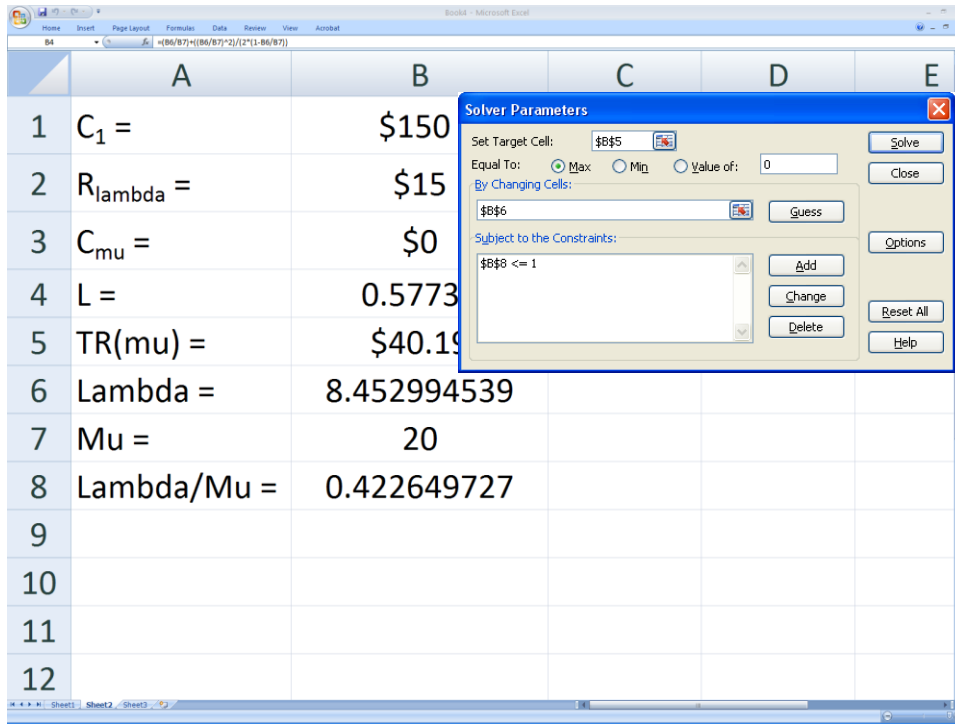 Book4 - Microsoft Excel
Home Insert Page Layout Formulas Data Review View Acrobat
B4 fx =(B6/B7)+((B6/B7)^2)/(2*(1-B6/B7))
A B C D E
1 C1 = $150
2 Rlambda = $15
3 Cmu = $0
4 L = 0.5773
5 TR(mu) = $40.19
6 Lambda = 8.452994539
7 Mu = 20
8 Lambda/Mu = 0.422649727
9
10
11
12
Solver Parameters
Set Target Cell: $B$5 Solve
Equal To: Max Min Value of: 0 Close
By Changing Cells:
$B$6 Guess
Subject to the Constraints: Options
$B$8 <= 1 Add
Change
Reset All
Delete
Help
Sheet1 Sheet2 Sheet3